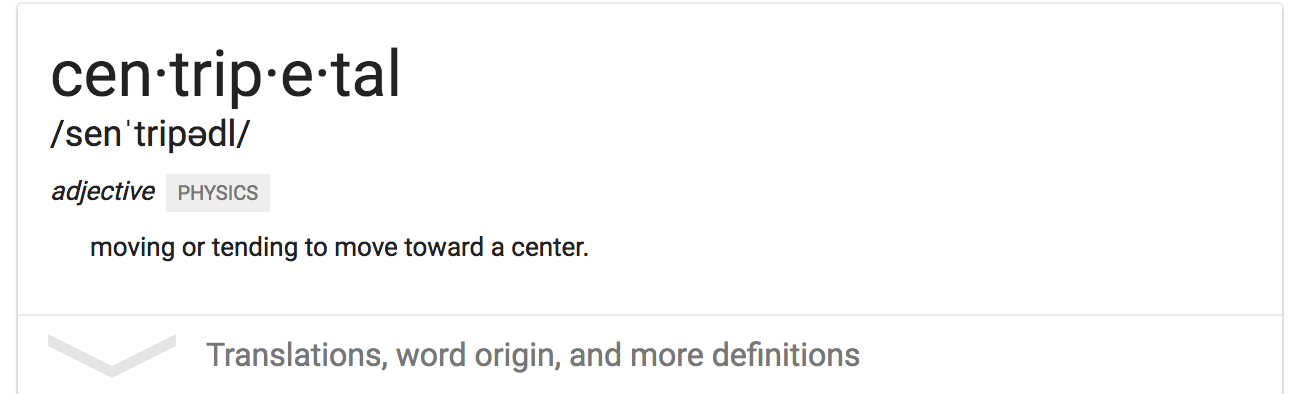 cen·trip·e·tal
/senˈtripədl/
adjective PHYSICS
moving or tending to move toward a center.
Translations, word origin, and more definitions